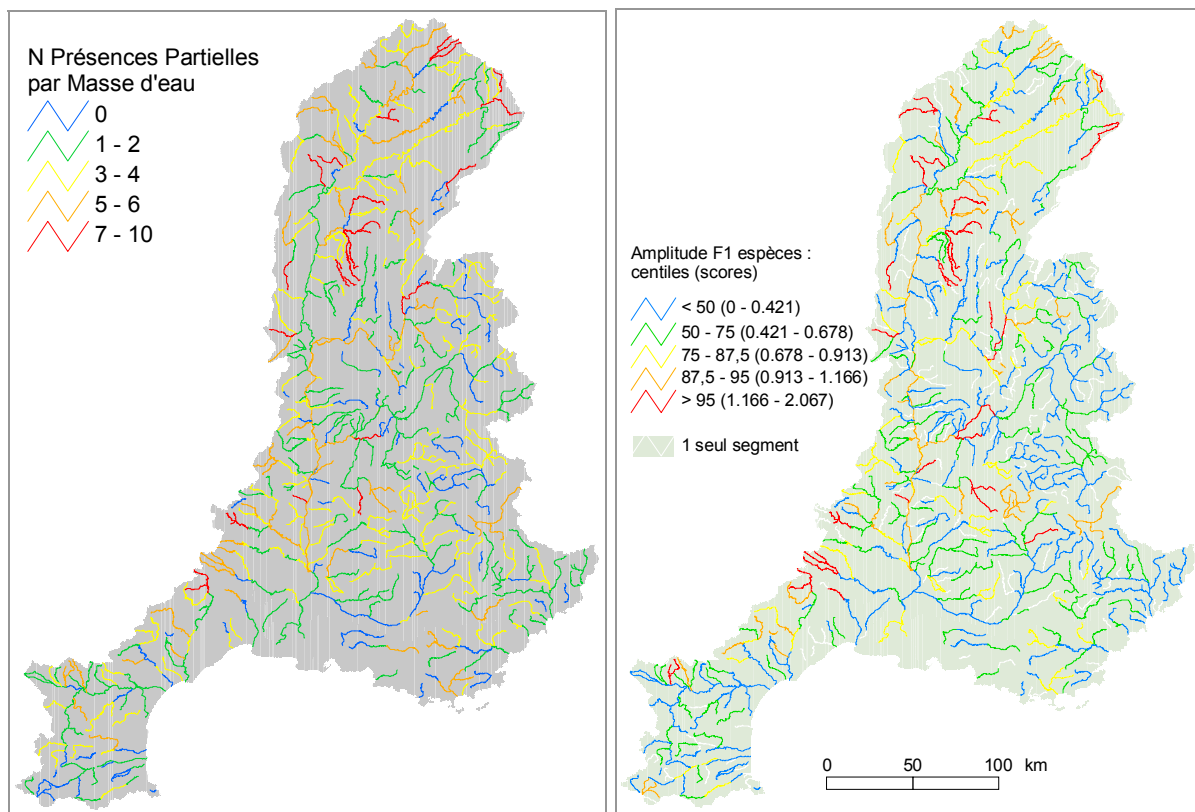 N Présences Partielles
par Masse d'eau
0
1 - 2
3 - 4
5 - 6
7 - 10
Amplitude F1 espèces :
centiles (scores)
< 50 (0 - 0.421)
50 - 75 (0.421 - 0.678)
75 - 87,5 (0.678 - 0.913)
87,5 - 95 (0.913 - 1.166)
> 95 (1.166 - 2.067)
1 seul segment
0 50 100 km